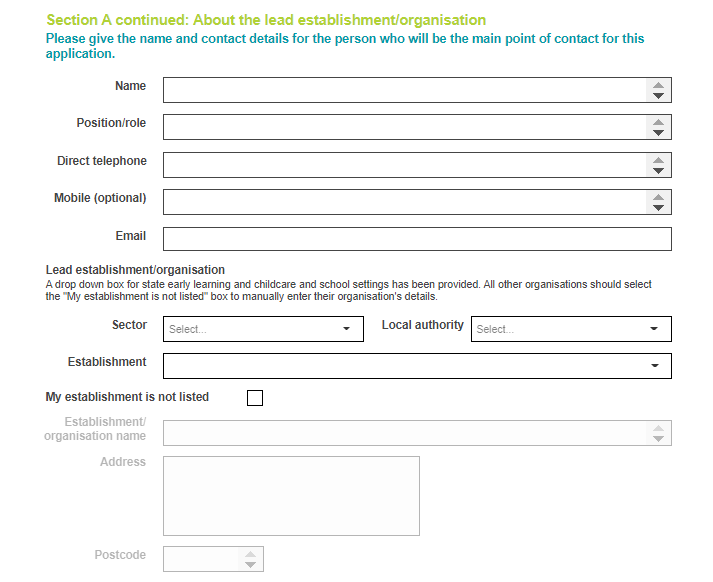 Section A continued: About the lead establishment/organisation
Please give the name and contact details for the person who will be the main point of contact for this
application.
Name
Position/role
Direct telephone
Mobile (optional)
Email
Lead establishment/organisation
A drop down box for state early learning and childcare and school settings has been provided. All other organisations should select
the "My establishment is not listed" box to manually enter their organisation's details.
Sector Select... Local authority Select...
Establishment
My establishment is not listed
Establishment/
organisation name
Address
Postcode